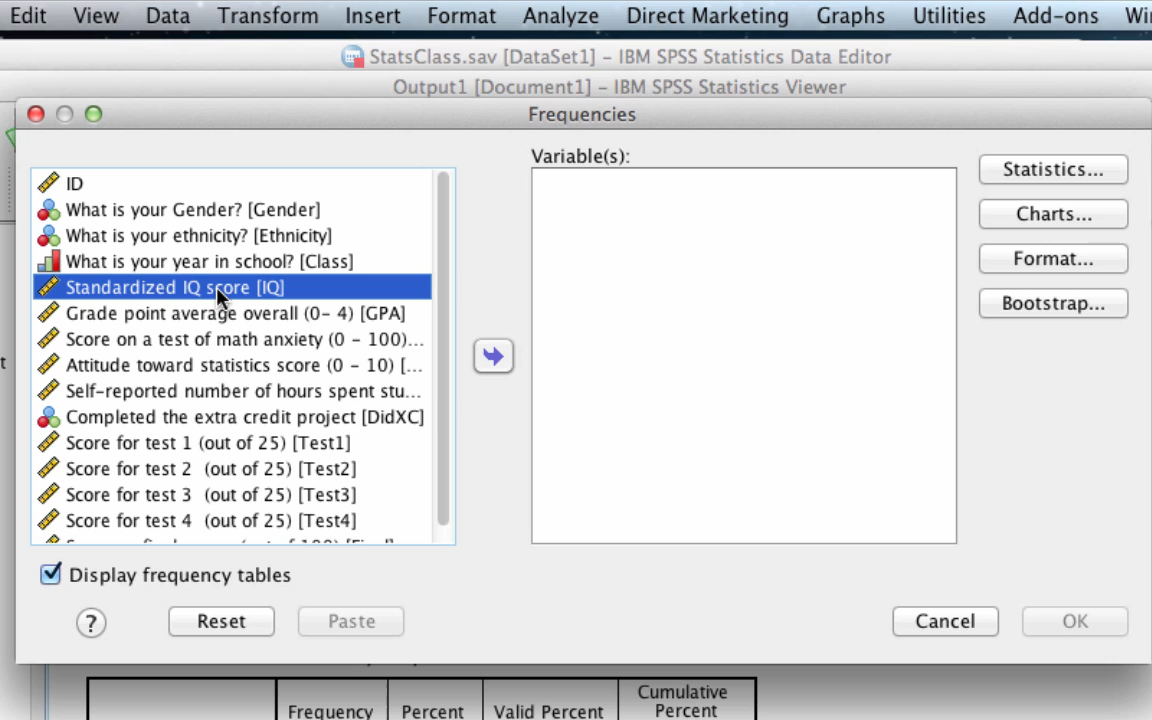 Edit View Data Transform Insert Format Analyze Direct Marketing Graphs Utilities Add-ons
StatsClass.sav [DataSet1] – IBM SPSS Statistics Data Editor
Output1 [Document1] – IBM SPSS Statistics Viewer
Frequencies
Variable(s):
ID
What is your Gender? [Gender]
What is your ethnicity? [Ethnicity]
What is your year in school? [Class]
Standardized IQ score [IQ]
Grade point average overall (0- 4) [GPA]
Score on a test of math anxiety (0 - 100)...
Attitude toward statistics score (0 - 10) [...
Self-reported number of hours spent stu...
Completed the extra credit project [DidXC]
Score for test 1 (out of 25) [Test1]
Score for test 2 (out of 25) [Test2]
Score for test 3 (out of 25) [Test3]
Score for test 4 (out of 25) [Test4]
Statistics...
Charts...
Format...
Bootstrap...
Display frequency tables
? Reset Paste Cancel OK
Frequency Percent Valid Percent Cumulative
Percent